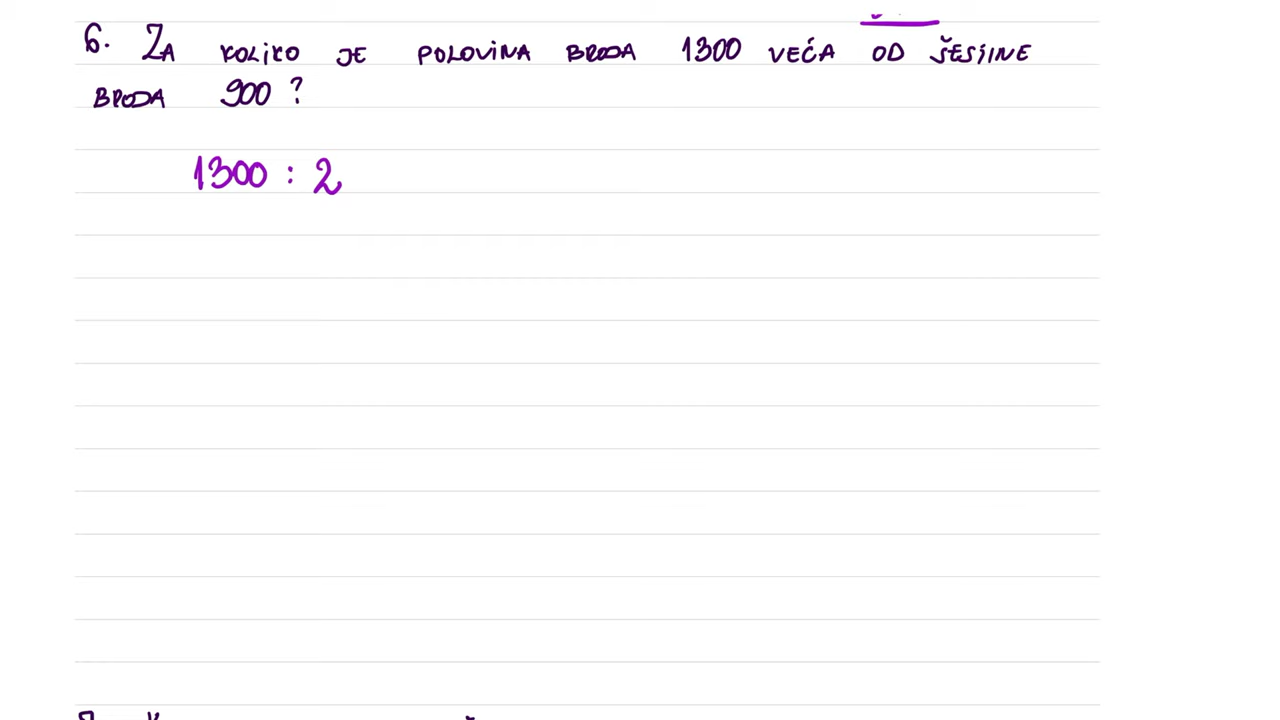 6. ZA KOLIKO JE POLOVINA BROJA 1300 VEĆA OD ŠESTINE
BROJA 900 ?
1300 : 2